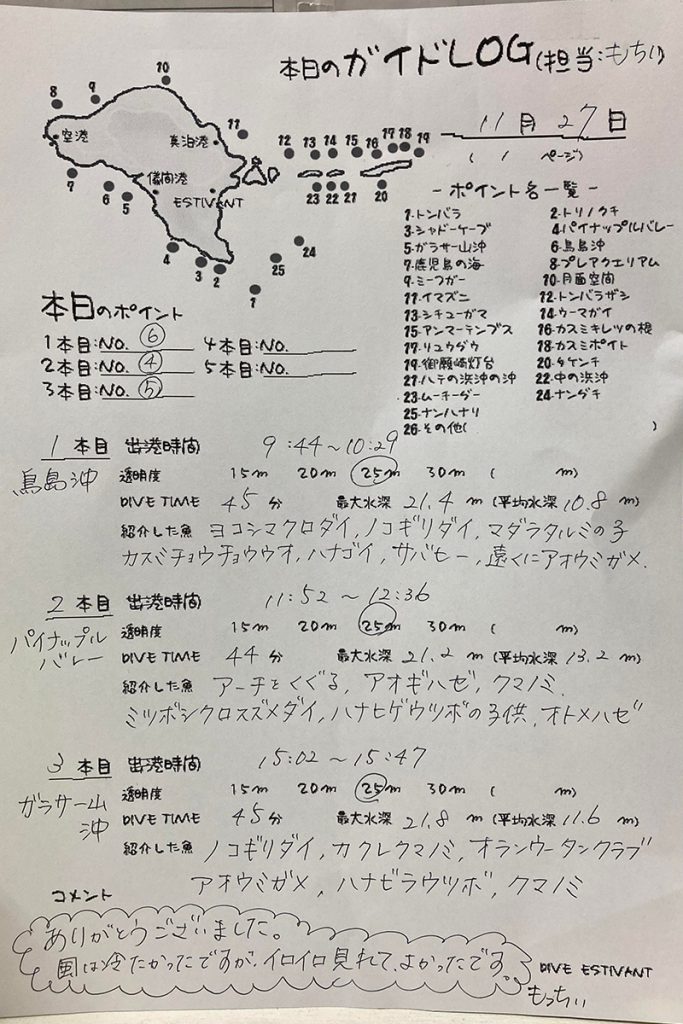 本日のガイドLOG(担当:もちぃ)
11月27日
( 1 ページ)
10
8 9
空港
真泊港
11
12 13 14 15 16 17 18 19
7
6 5
儀間港
ESTIVANT
23 22 21 20
4 3 2
24
25
1
-ポイント名一覧-
1.トンバラ 2.トリノクチ
3.シャドーケーブ 4.パイナップルバレー
5.ガラサー山沖 6.鳥島沖
7.鹿児島の海 8.プレアクエリアム
9.ミーフガー 10.月面空間
11.イマズニ 12.トンバラザシ
13.シチューガマ 14.ウーマガイ
15.アンマーテンプス 16.カスミキレツの根
17.リュウダウ 18.カスミポイト
19.御願崎灯台 20.タケンチ
21.ハテの浜沖の沖 22.中の浜沖
23.ムーチーダー 24.ナングチ
25.ナンハナリ
26.その他( )
本日のポイント
1本目:NO. ⑥ 4本目:NO.
2本目:NO. ④ 5本目:NO.
3本目:NO. ⑤
1 本目 出港時間 9:44~10:29
鳥島沖 透明度 15m 20m 25m 30m ( m)
DIVE TIME 45分 最大水深 21.4 m (平均水深 10.8 m)
紹介した魚 ヨコシマクロダイ, ノコギリダイ, マダラタルミの子
カスミチョウチョウウオ, ハナゴイ, サバヒー, 遠くにアオウミガメ.
2 本目 出港時間 11:52 ~ 12:36
パイナップルバレー 透明度 15m 20m 25m 30m ( m)
DIVE TIME 44分 最大水深 21.2 m (平均水深 13.2 m)
紹介した魚 アーチをくぐる, アオギハゼ, クマノミ,
ミツボシクロスズメダイ, ハナヒゲウツボの子供, オトメハゼ
3 本目 出港時間 15:02 ~ 15:47
ガラサー山沖 透明度 15m 20m 25m 30m ( m)
DIVE TIME 45分 最大水深 21.8 m (平均水深 11.6 m)
紹介した魚 ノコギリダイ, カクレクマノミ, オランウータンクラブ
アオウミガメ, ハナビラウツボ, クマノミ
コメント
ありがとうございました。
風は冷たかったですが、イロイロ見れて、よかったです。
DIVE ESTIVANT
もっちぃ